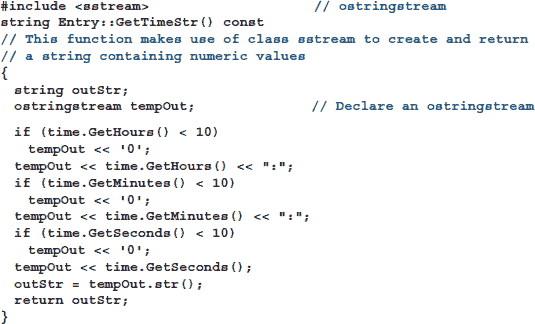 #include <sstream> // ostringstream
string Entry::GetTimeStr() const
// This function makes use of class sstream to create and return
// a string containing numeric values
{
string outStr;
ostringstream tempOut; // Declare an ostringstream
if (time.GetHours() < 10)
tempOut << '0';
tempOut << time.GetHours() << ":";
if (time.GetMinutes() < 10)
tempOut << '0';
tempOut << time.GetMinutes() << ":";
if (time.GetSeconds() < 10)
tempOut << '0';
tempOut << time.GetSeconds();
outStr = tempOut.str();
return outStr;
}